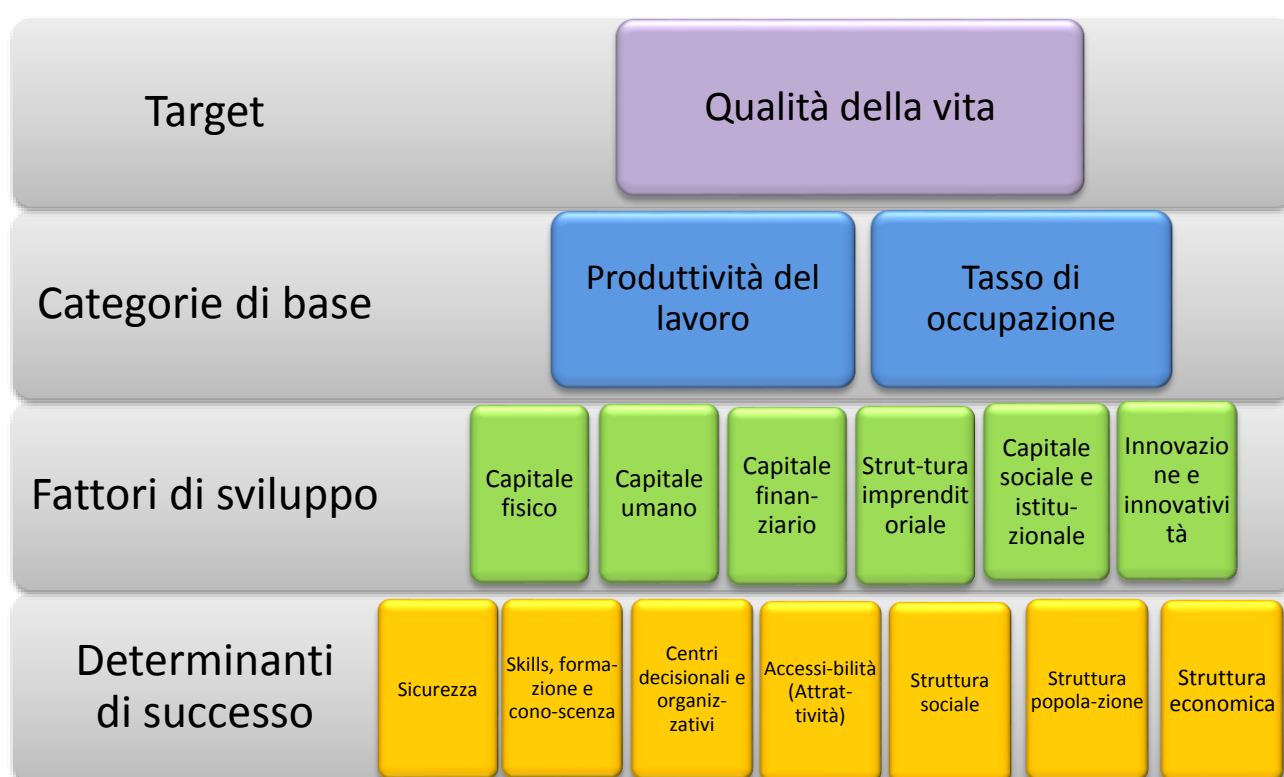 Target
Qualità della vita
Categorie di base
Produttività del
lavoro
Tasso di
occupazione
Fattori di sviluppo
Capitale
fisico
Capitale
umano
Capitale
finan-
ziario
Strut-tura
imprendit
oriale
Capitale
sociale e
istitu-
zionale
Innovazio
ne e
innovativi
tà
Determinanti
di successo
Sicurezza
Skills, forma-
zione e
cono-scenza
Centri
decisionali e
organiz-
zativi
Accessi-bilità
(Attrat-
tività)
Struttura
sociale
Struttura
popola-zione
Struttura
economica